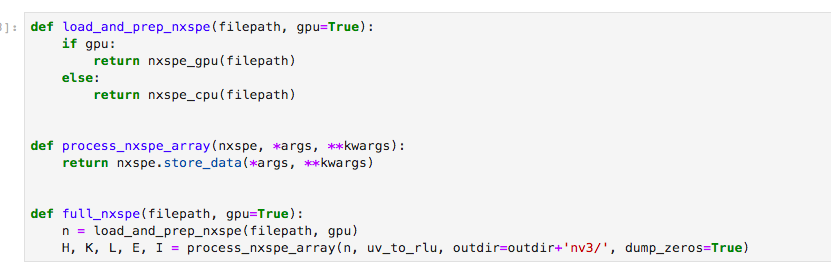 ]:
def load_and_prep_nxspe(filepath, gpu=True):
    if gpu:
        return nxspe_gpu(filepath)
    else:
        return nxspe_cpu(filepath)
def process_nxspe_array(nxspe, *args, **kwargs):
    return nxspe.store_data(*args, **kwargs)
def full_nxspe(filepath, gpu=True):
    n = load_and_prep_nxspe(filepath, gpu)
    H, K, L, E, I = process_nxspe_array(n, uv_to_rlu, outdir=outdir+'nv3/', dump_zeros=True)